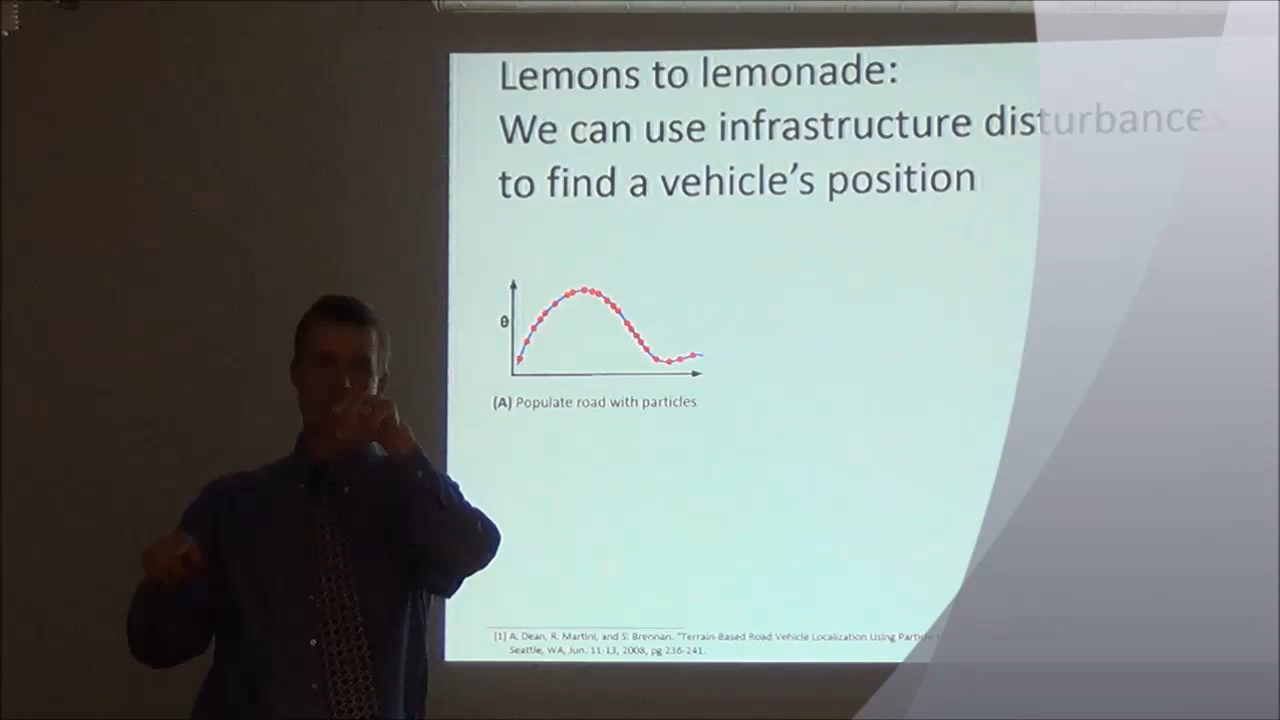 Lemons to lemonade:
We can use infrastructure disturbances
to find a vehicle's position
θ
(A) Populate road with particles
[1] A. Dean, R. Martini, and S. Brennan. "Terrain-Based Road Vehicle Localization Using
Seattle, WA, Jun. 11-13, 2008, pg 236-241.